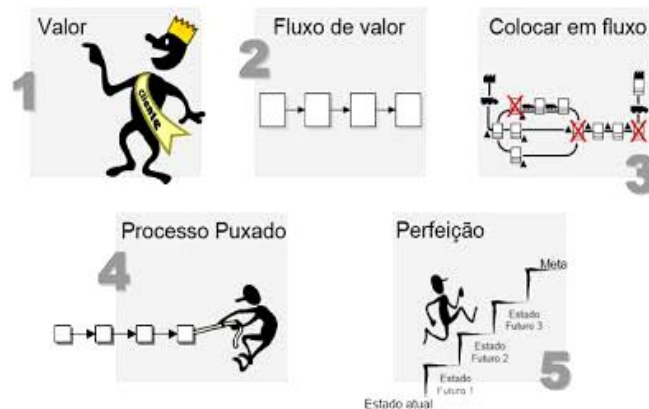 Valor
1
cliente
Fluxo de valor
2
Colocar em fluxo
3
Processo Puxado
4
Perfeição
Meta
Estado
Futuro 3
Estado
Futuro 2
Estado
Futuro 1
Estado atual
5